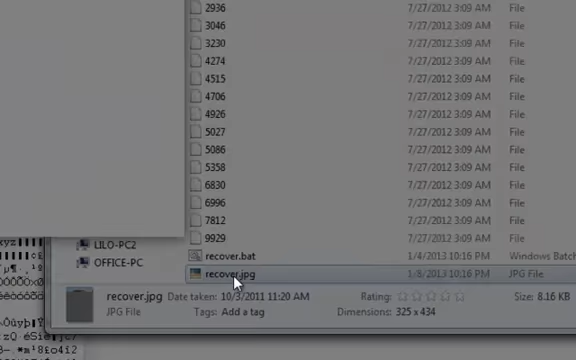 2936 7/27/2012 3:09 AM File
3046 7/27/2012 3:09 AM File
3230 7/27/2012 3:09 AM File
4274 7/27/2012 3:09 AM File
4515 7/27/2012 3:09 AM File
4706 7/27/2012 3:09 AM File
4926 7/27/2012 3:09 AM File
5027 7/27/2012 3:09 AM File
5086 7/27/2012 3:09 AM File
5358 7/27/2012 3:09 AM File
6830 7/27/2012 3:09 AM File
6996 7/27/2012 3:09 AM File
7812 7/27/2012 3:09 AM File
9929 7/27/2012 3:09 AM File
LILO-PC2
recover.bat 1/4/2013 10:16 PM Windows Batch
OFFICE-PC
recover.jpg 1/8/2013 10:16 PM JPG File
recover.jpg Date taken: 10/3/2011 11:20 AM Rating: Size: 8.16 KB
JPG File Tags: Add a tag Dimensions: 325 x 434